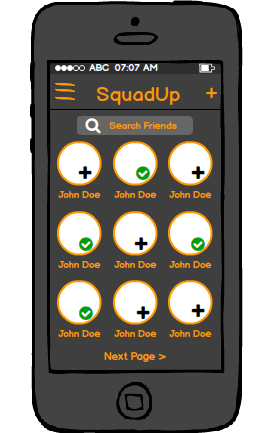 ABC 07:07 AM
SquadUp +
Search Friends
John Doe John Doe John Doe
John Doe John Doe John Doe
John Doe John Doe John Doe
Next Page >